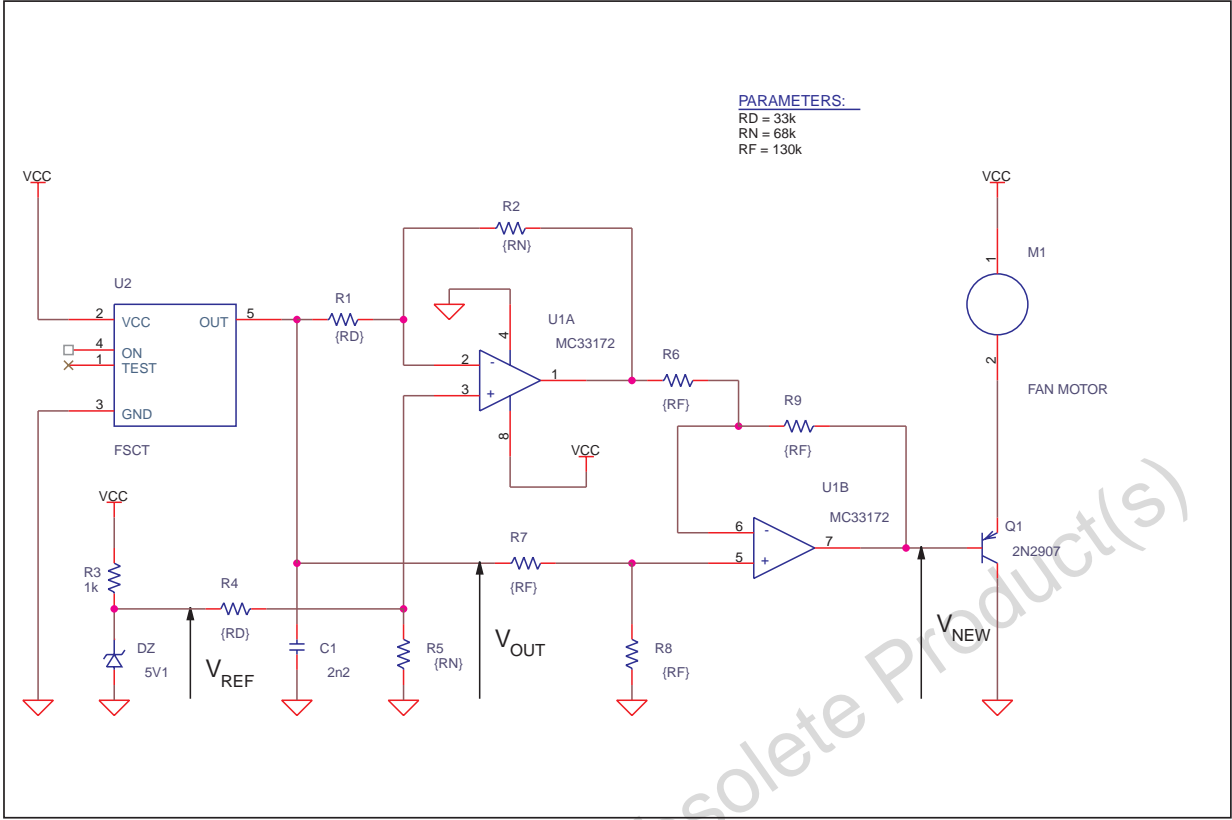 PARAMETERS:
RD = 33k
RN = 68k
RF = 130k
VCC
VCC
R2
{RN}
M1
1
2
FAN MOTOR
U2
2
VCC
OUT
5
4
ON
1
TEST
3
GND
FSCT
R1
{RD}
U1A
MC33172
4
2
-
3
+
1
8
VCC
R6
{RF}
R9
{RF}
U1B
MC33172
6
-
5
+
7
Q1
2N2907
VCC
R3
1k
R4
{RD}
R7
{RF}
DZ
5V1
VREF
C1
2n2
R5
{RN}
VOUT
R8
{RF}
VNEW
solete Product(s)